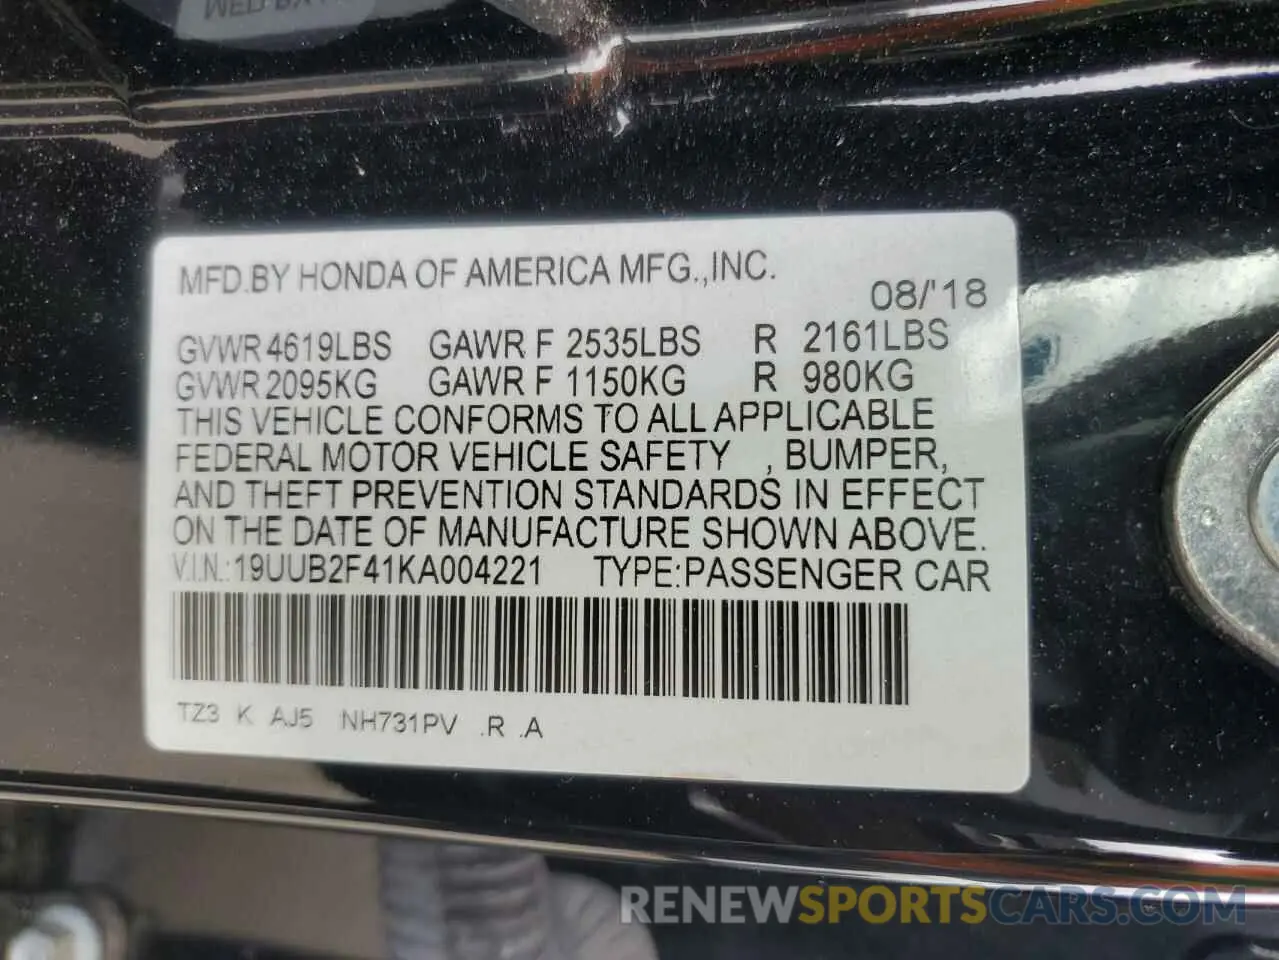 MFD.BY HONDA OF AMERICA MFG.,INC.
08/'18
GVWR 4619LBS GAWR F 2535LBS R 2161LBS
GVWR 2095KG GAWR F 1150KG R 980KG
THIS VEHICLE CONFORMS TO ALL APPLICABLE
FEDERAL MOTOR VEHICLE SAFETY , BUMPER,
AND THEFT PREVENTION STANDARDS IN EFFECT
ON THE DATE OF MANUFACTURE SHOWN ABOVE.
V.I.N.:19UUB2F41KA004221 TYPE:PASSENGER CAR
TZ3 K AJ5 NH731PV .R .A
RENEWSPORTSCARS.COM